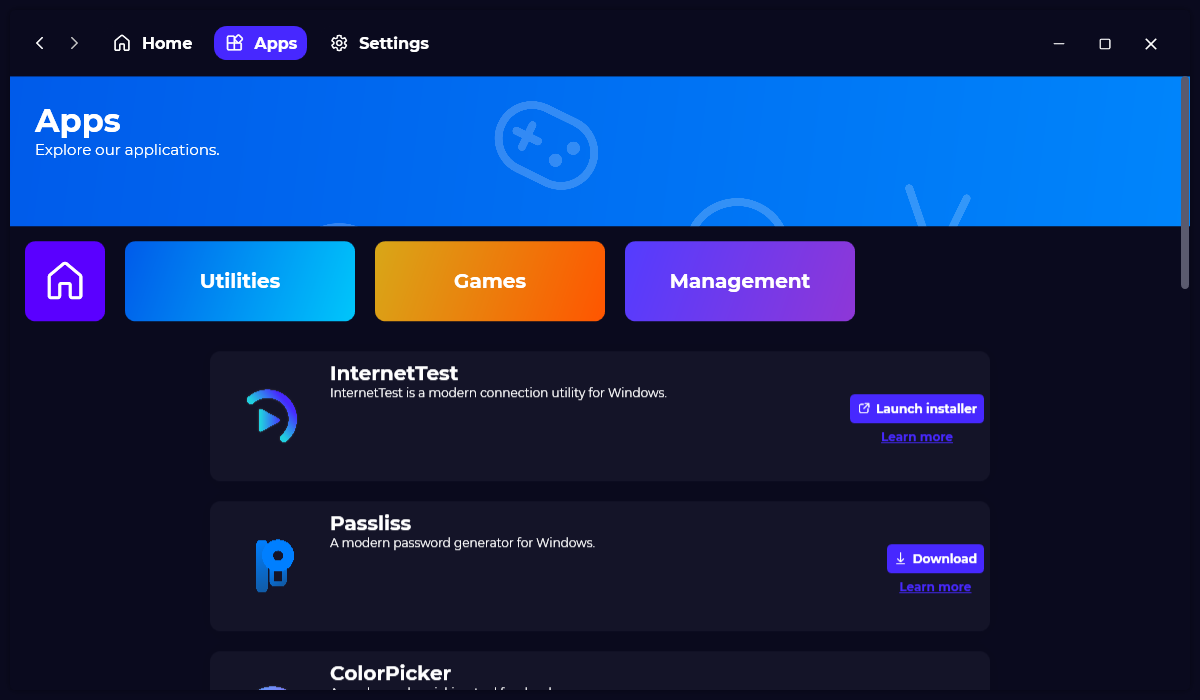 Home
Apps
Settings
Apps
Explore our applications.
Utilities
Games
Management
InternetTest
InternetTest is a modern connection utility for Windows.
Launch installer
Learn more
Passliss
A modern password generator for Windows.
Download
Learn more
ColorPicker